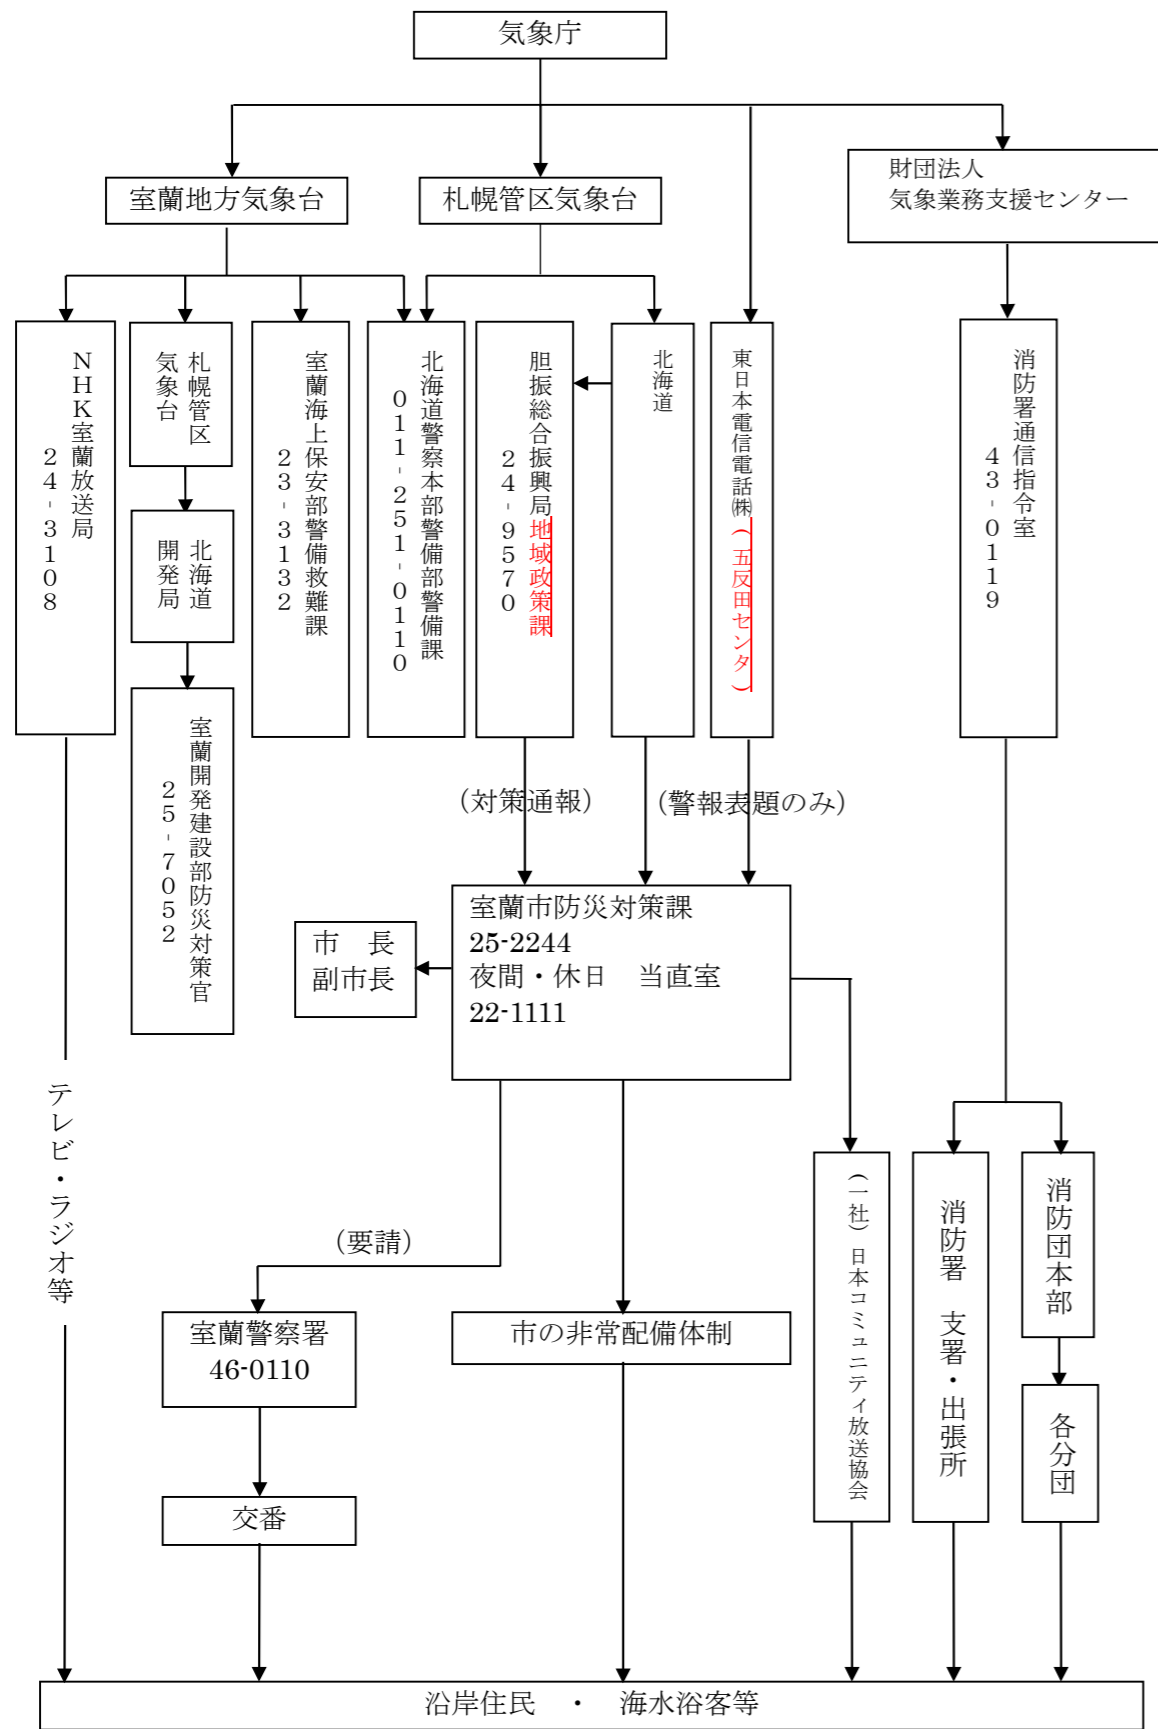 気象庁
室蘭地方気象台
札幌管区気象台
財団法人
気象業務支援センター
NHK室蘭放送局
24-3108
札幌管区
気象台
北海道
開発局
室蘭開発建設部防災対策官
25-7052
室蘭海上保安部警備救難課
23-3132
北海道警察本部警備部警備課
011-251-0110
胆振総合振興局地域政策課
24-9570
北海道
東日本電信電話㈱(五反田センタ)
消防署通信指令室
43-0119
(対策通報)
(警報表題のみ)
室蘭市防災対策課
25-2244
夜間・休日　当直室
22-1111
市　長
副市長
テレビ・ラジオ等
(要請)
室蘭警察署
46-0110
交番
市の非常配備体制
(一社)日本コミュニティ放送協会
消防署　支署・出張所
消防団本部
各分団
沿岸住民　・　海水浴客等